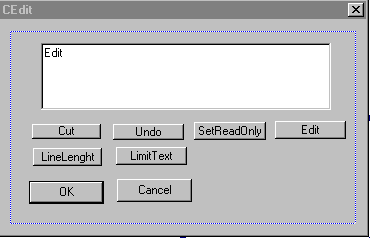 CEdit
Edit
Cut Undo SetReadOnly Edit
LineLenght LimitText
OK Cancel